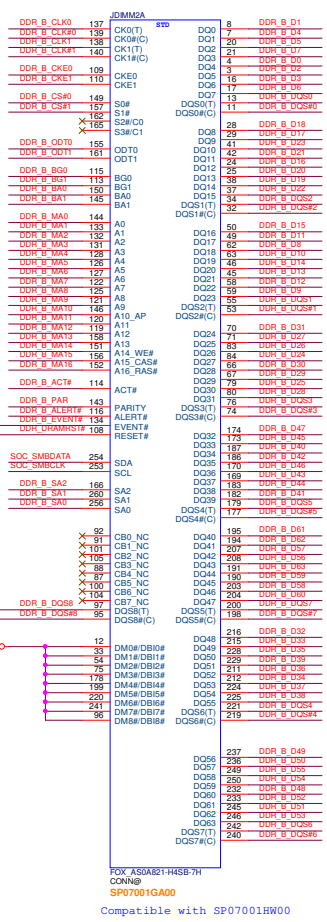 JDIMM2A
STD
DDR_B_CLK0 137 CK0(T)
DDR_B_CLK#0 139 CK0#(C)
DDR_B_CLK1 138 CK1(T)
DDR_B_CLK#1 140 CK1#(C)
DDR_B_CKE0 109 CKE0
DDR_B_CKE1 110 CKE1
DDR_B_CS#0 149 S0#
DDR_B_CS#1 157 S1#
162 S2#/C0
165 S3#/C1
DDR_B_ODT0 155 ODT0
DDR_B_ODT1 161 ODT1
DDR_B_BG0 115 BG0
DDR_B_BG1 113 BG1
DDR_B_BA0 150 BA0
DDR_B_BA1 145 BA1
DDR_B_MA0 144 A0
DDR_B_MA1 133 A1
DDR_B_MA2 132 A2
DDR_B_MA3 131 A3
DDR_B_MA4 128 A4
DDR_B_MA5 126 A5
DDR_B_MA6 127 A6
DDR_B_MA7 122 A7
DDR_B_MA8 125 A8
DDR_B_MA9 121 A9
DDR_B_MA10 146 A10_AP
DDR_B_MA11 120 A11
DDR_B_MA12 119 A12
DDR_B_MA13 158 A13
DDR_B_MA14 151 A14_WE#
DDR_B_MA15 156 A15_CAS#
DDR_B_MA16 152 A16_RAS#
DDR_B_ACT# 114 ACT#
DDR_B_PAR 143 PARITY
DDR_B_ALERT# 116 ALERT#
DDR_B_EVENT# 134 EVENT#
DDR_DRAMRST# 108 RESET#
SOC_SMBDATA 254 SDA
SOC_SMBCLK 253 SCL
DDR_B_SA2 166 SA2
DDR_B_SA1 260 SA1
DDR_B_SA0 256 SA0
92 CB0_NC
91 CB1_NC
101 CB2_NC
105 CB3_NC
88 CB4_NC
87 CB5_NC
100 CB6_NC
104 CB7_NC
DDR_B_DQS8 97 DQS8(T)
DDR_B_DQS#8 95 DQS8#(C)
12 DM0#/DBI0#
33 DM1#/DBI1#
54 DM2#/DBI2#
75 DM3#/DBI3#
178 DM4#/DBI4#
199 DM5#/DBI5#
220 DM6#/DBI6#
241 DM7#/DBI7#
96 DM8#/DBI8#
DQ0 8 DDR_B_D1
DQ1 7 DDR_B_D4
DQ2 20 DDR_B_D5
DQ3 21 DDR_B_D7
DQ4 4 DDR_B_D0
DQ5 3 DDR_B_D2
DQ6 16 DDR_B_D3
DQ7 17 DDR_B_D6
DQS0(T) 13 DDR_B_DQS0
DQS0#(C) 11 DDR_B_DQS#0
DQ8 28 DDR_B_D18
DQ9 29 DDR_B_D17
DQ10 41 DDR_B_D23
DQ11 42 DDR_B_D21
DQ12 24 DDR_B_D16
DQ13 25 DDR_B_D20
DQ14 38 DDR_B_D19
DQ15 37 DDR_B_D22
DQS1(T) 34 DDR_B_DQS2
DQS1#(C) 32 DDR_B_DQS#2
DQ16 50 DDR_B_D15
DQ17 49 DDR_B_D11
DQ18 62 DDR_B_D8
DQ19 63 DDR_B_D10
DQ20 46 DDR_B_D14
DQ21 45 DDR_B_D13
DQ22 58 DDR_B_D12
DQ23 59 DDR_B_D9
DQS2(T) 55 DDR_B_DQS1
DQS2#(C) 53 DDR_B_DQS#1
DQ24 70 DDR_B_D31
DQ25 71 DDR_B_D27
DQ26 83 DDR_B_D26
DQ27 84 DDR_B_D24
DQ28 66 DDR_B_D30
DQ29 67 DDR_B_D29
DQ30 79 DDR_B_D25
DQ31 80 DDR_B_D28
DQS3(T) 76 DDR_B_DQS3
DQS3#(C) 74 DDR_B_DQS#3
DQ32 174 DDR_B_D47
DQ33 173 DDR_B_D45
DQ34 187 DDR_B_D40
DQ35 186 DDR_B_D42
DQ36 170 DDR_B_D46
DQ37 169 DDR_B_D43
DQ38 183 DDR_B_D44
DQ39 182 DDR_B_D41
DQS4(T) 179 DDR_B_DQS5
DQS4#(C) 177 DDR_B_DQS#5
DQ40 195 DDR_B_D61
DQ41 194 DDR_B_D62
DQ42 207 DDR_B_D57
DQ43 208 DDR_B_D56
DQ44 191 DDR_B_D63
DQ45 190 DDR_B_D59
DQ46 203 DDR_B_D58
DQ47 204 DDR_B_D60
DQS5(T) 200 DDR_B_DQS7
DQS5#(C) 198 DDR_B_DQS#7
DQ48 216 DDR_B_D32
DQ49 215 DDR_B_D33
DQ50 228 DDR_B_D35
DQ51 229 DDR_B_D39
DQ52 211 DDR_B_D36
DQ53 212 DDR_B_D34
DQ54 224 DDR_B_D37
DQ55 225 DDR_B_D38
DQS6(T) 221 DDR_B_DQS4
DQS6#(C) 219 DDR_B_DQS#4
DQ56 237 DDR_B_D49
DQ57 236 DDR_B_D50
DQ58 249 DDR_B_D55
DQ59 250 DDR_B_D54
DQ60 232 DDR_B_D48
DQ61 233 DDR_B_D52
DQ62 245 DDR_B_D51
DQ63 246 DDR_B_D53
DQS7(T) 242 DDR_B_DQS6
DQS7#(C) 240 DDR_B_DQS#6
FOX_AS0A821-H4SB-7H
CONN@
SP07001GA00
Compatible with SP07001HW00